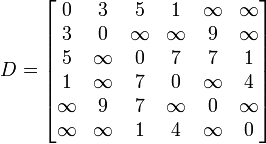 D =
0 3 5 1 ∞ ∞
3 0 ∞ ∞ 9 ∞
5 ∞ 0 7 7 1
1 ∞ 7 0 ∞ 4
∞ 9 7 ∞ 0 ∞
∞ ∞ 1 4 ∞ 0